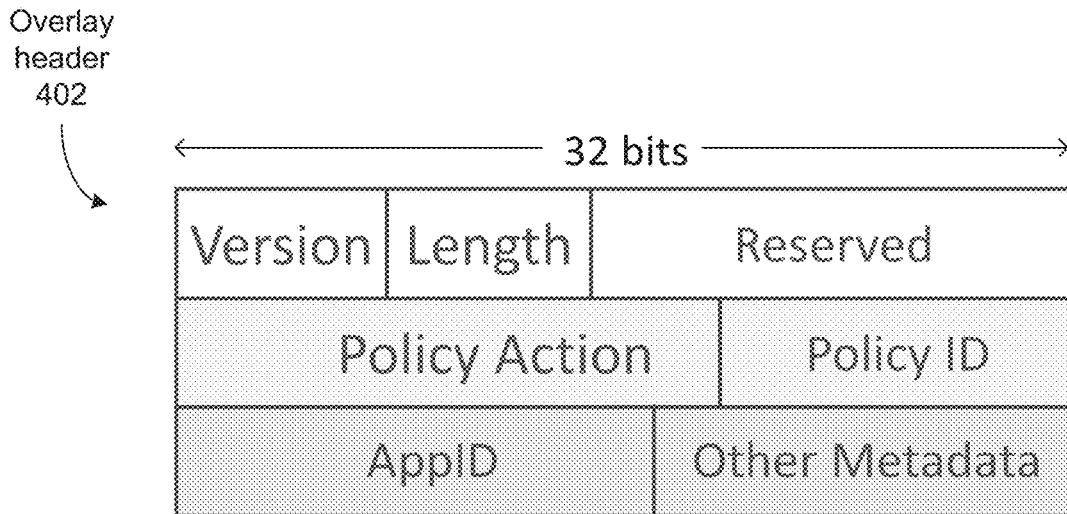 Overlay
header
402
32 bits
Version Length Reserved
Policy Action Policy ID
AppID Other Metadata